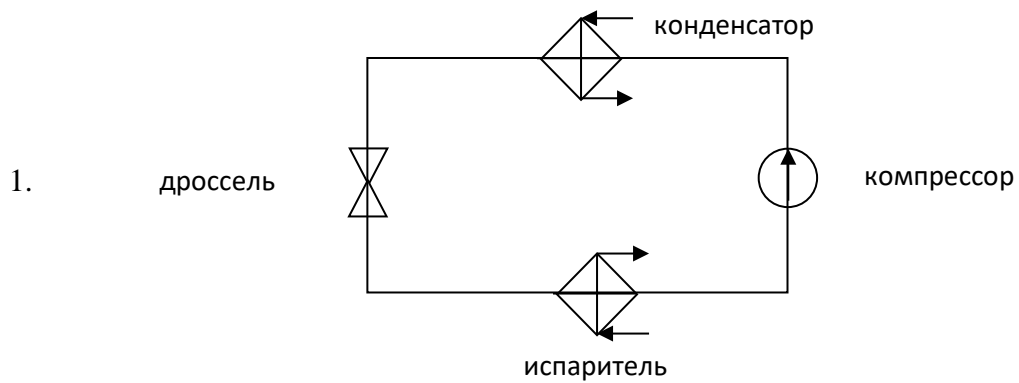 конденсатор
1.
дроссель
компрессор
испаритель